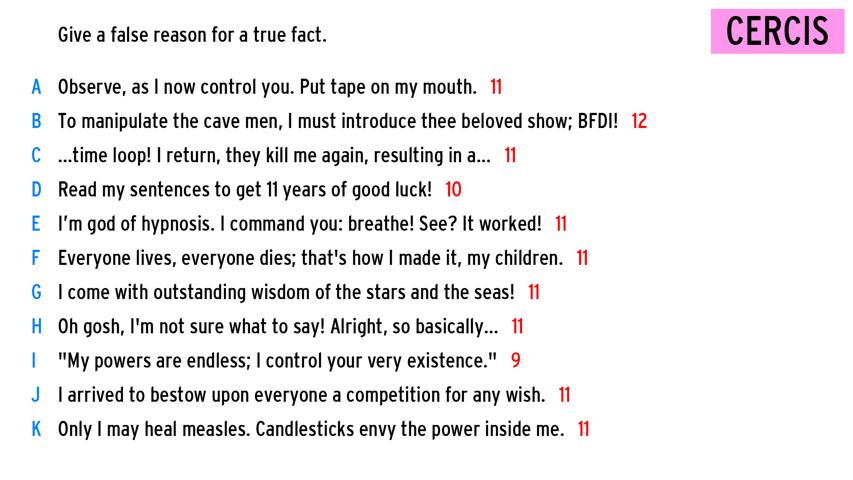 Give a false reason for a true fact.
CERCIS
A Observe, as I now control you. Put tape on my mouth. 11
B To manipulate the cave men, I must introduce thee beloved show; BFDI! 12
C ...time loop! I return, they kill me again, resulting in a... 11
D Read my sentences to get 11 years of good luck! 10
E I'm god of hypnosis. I command you: breathe! See? It worked! 11
F Everyone lives, everyone dies; that's how I made it, my children. 11
G I come with outstanding wisdom of the stars and the seas! 11
H Oh gosh, I'm not sure what to say! Alright, so basically... 11
I "My powers are endless; I control your very existence." 9
J I arrived to bestow upon everyone a competition for any wish. 11
K Only I may heal measles. Candlesticks envy the power inside me. 11